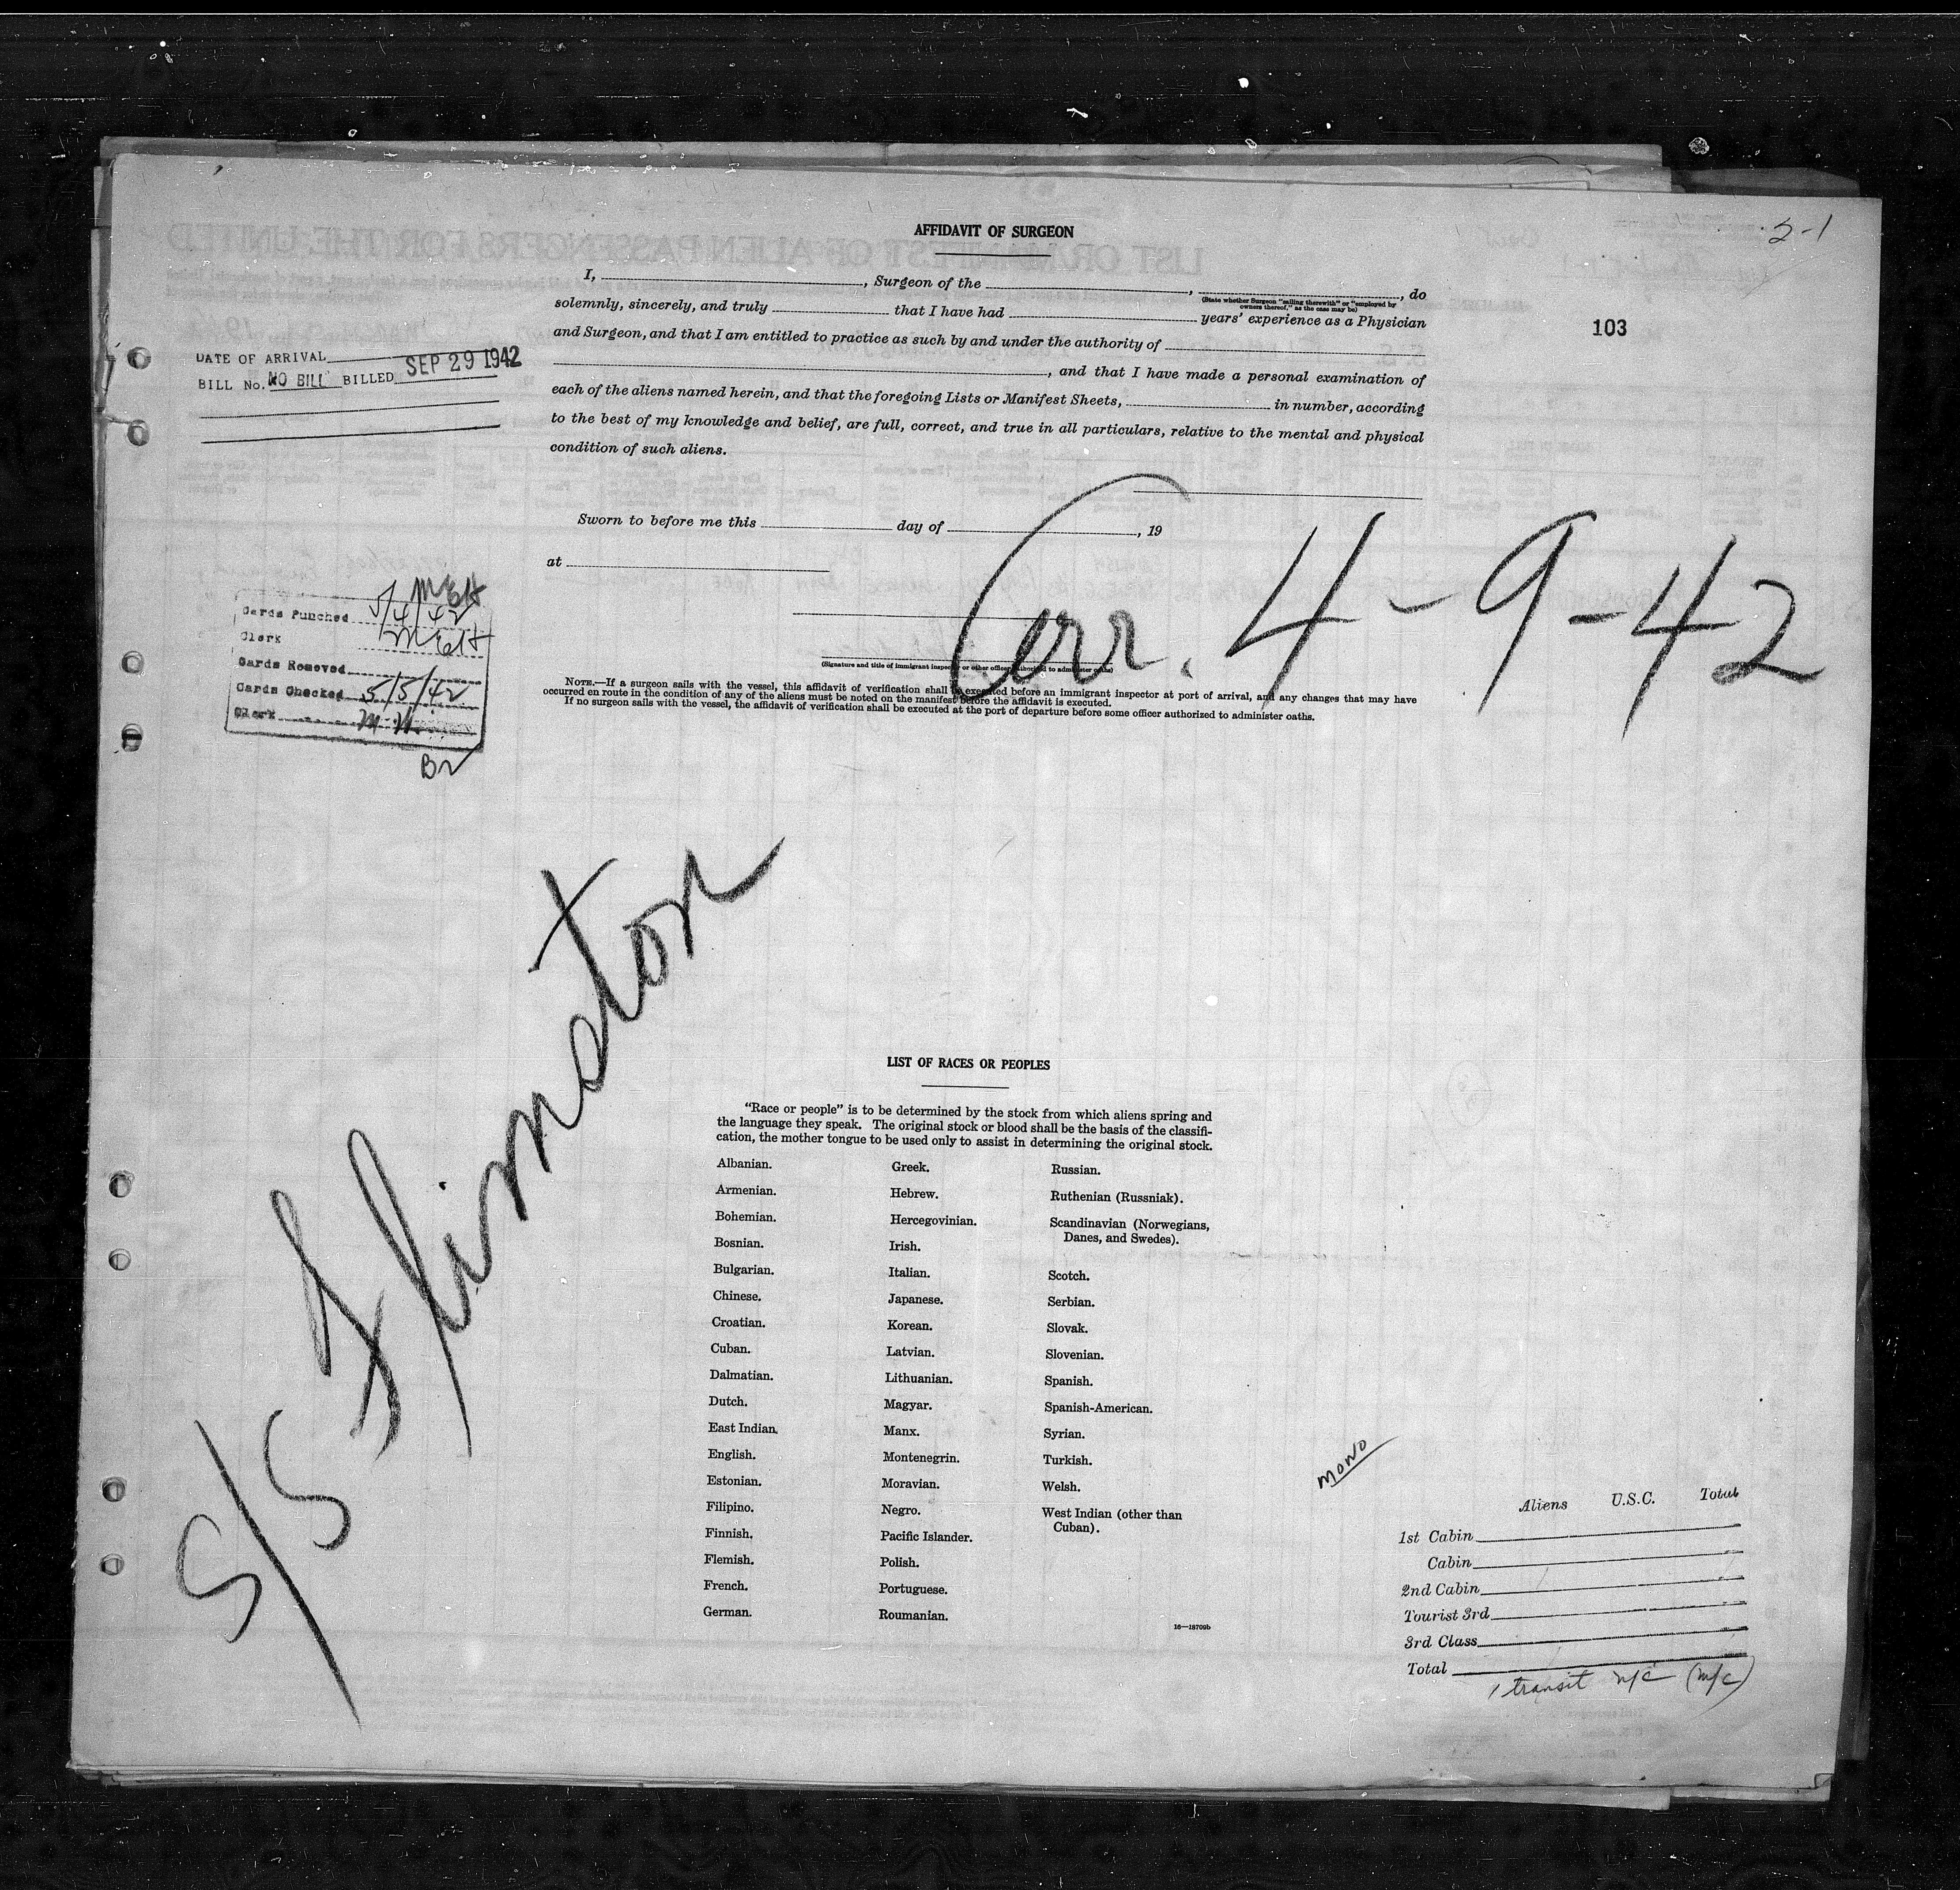 AFFIDAVIT OF SURGEON
2-1
103
I, , Surgeon of the , , do
(State whether Surgeon "sailing therewith" or "employed by
owners thereof," as the case may be)
solemnly, sincerely, and truly that I have had years' experience as a Physician
and Surgeon, and that I am entitled to practice as such by and under the authority of
, and that I have made a personal examination of
each of the aliens named herein, and that the foregoing Lists or Manifest Sheets, in number, according
to the best of my knowledge and belief, are full, correct, and true in all particulars, relative to the mental and physical
condition of such aliens.
DATE OF ARRIVAL
BILL No. NO BILL BILLED SEP 29 1942
Sworn to before me this day of , 19
at
Arr. 4-9-42
(Signature and title of immigrant inspector or other officer authorized to administer oaths)
NOTE.—If a surgeon sails with the vessel, this affidavit of verification shall be executed before an immigrant inspector at port of arrival, and any changes that may have
occurred en route in the condition of any of the aliens must be noted on the manifest before the affidavit is executed.
If no surgeon sails with the vessel, the affidavit of verification shall be executed at the port of departure before some officer authorized to administer oaths.
Cards Punched 5/4/42
Clerk
Cards Removed
Cards Checked 5/5/42
Clerk
S/S
LIST OF RACES OR PEOPLES
"Race or people" is to be determined by the stock from which aliens spring and
the language they speak. The original stock or blood shall be the basis of the classifi-
cation, the mother tongue to be used only to assist in determining the original stock.
Albanian.
Armenian.
Bohemian.
Bosnian.
Bulgarian.
Chinese.
Croatian.
Cuban.
Dalmatian.
Dutch.
East Indian.
English.
Estonian.
Filipino.
Finnish.
Flemish.
French.
German.
Greek.
Hebrew.
Hercegovinian.
Irish.
Italian.
Japanese.
Korean.
Latvian.
Lithuanian.
Magyar.
Manx.
Montenegrin.
Moravian.
Negro.
Pacific Islander.
Polish.
Portuguese.
Roumanian.
Russian.
Ruthenian (Russniak).
Scandinavian (Norwegians,
Danes, and Swedes).
Scotch.
Serbian.
Slovak.
Slovenian.
Spanish.
Spanish-American.
Syrian.
Turkish.
Welsh.
West Indian (other than
Cuban).
16—18709b
MONO
Aliens U.S.C. Total
1st Cabin
Cabin
2nd Cabin
Tourist 3rd
3rd Class
Total
1 transit n/c (m/c)